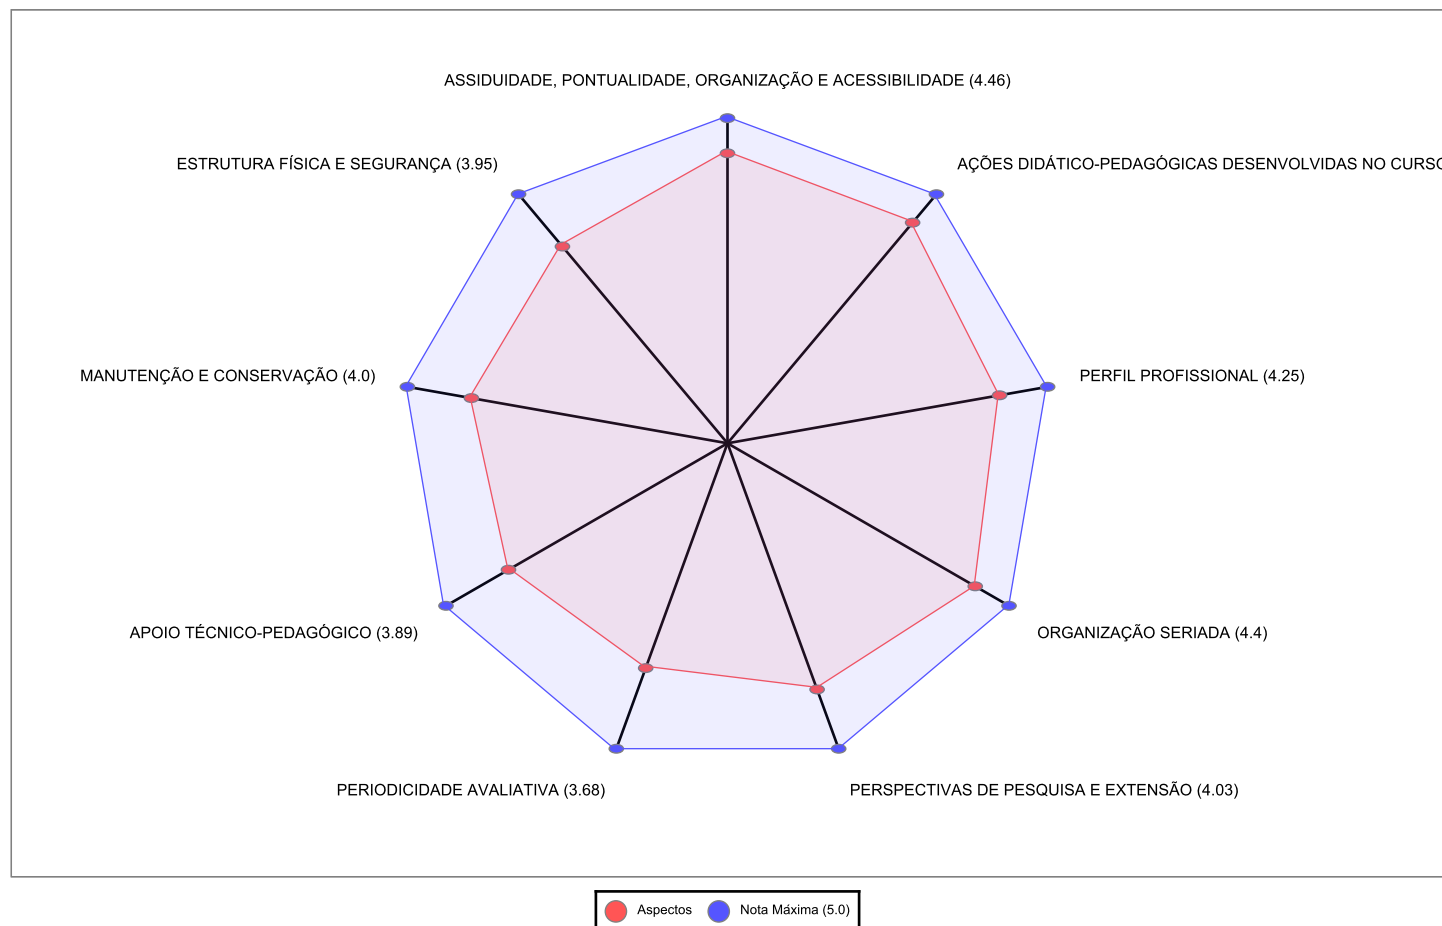 ASSIDUIDADE, PONTUALIDADE, ORGANIZAÇÃO E ACESSIBILIDADE (4.46)
ESTRUTURA FÍSICA E SEGURANÇA (3.95)
AÇÕES DIDÁTICO-PEDAGÓGICAS DESENVOLVIDAS NO CURSO
MANUTENÇÃO E CONSERVAÇÃO (4.0)
PERFIL PROFISSIONAL (4.25)
APOIO TÉCNICO-PEDAGÓGICO (3.89)
ORGANIZAÇÃO SERIADA (4.4)
PERIODICIDADE AVALIATIVA (3.68)
PERSPECTIVAS DE PESQUISA E EXTENSÃO (4.03)
Aspectos
Nota Máxima (5.0)